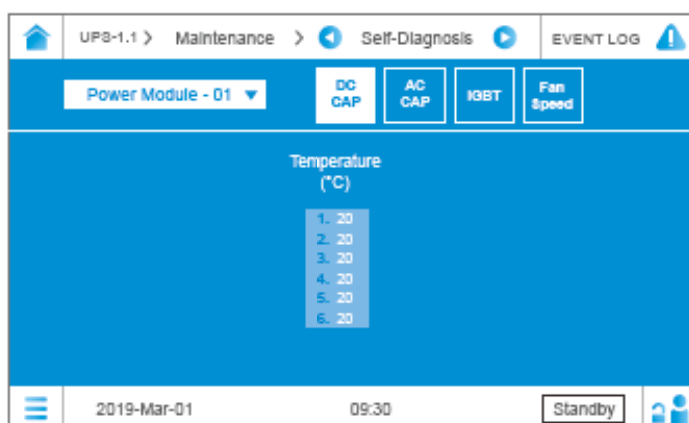 UPS-1.1 > Maintenance > Self-Diagnosis EVENT LOG
Power Module - 01
DC CAP
AC CAP
IGBT
Fan Speed
Temperature
(°C)
1. 20
2. 20
3. 20
4. 20
5. 20
6. 20
2019-Mar-01 09:30 Standby